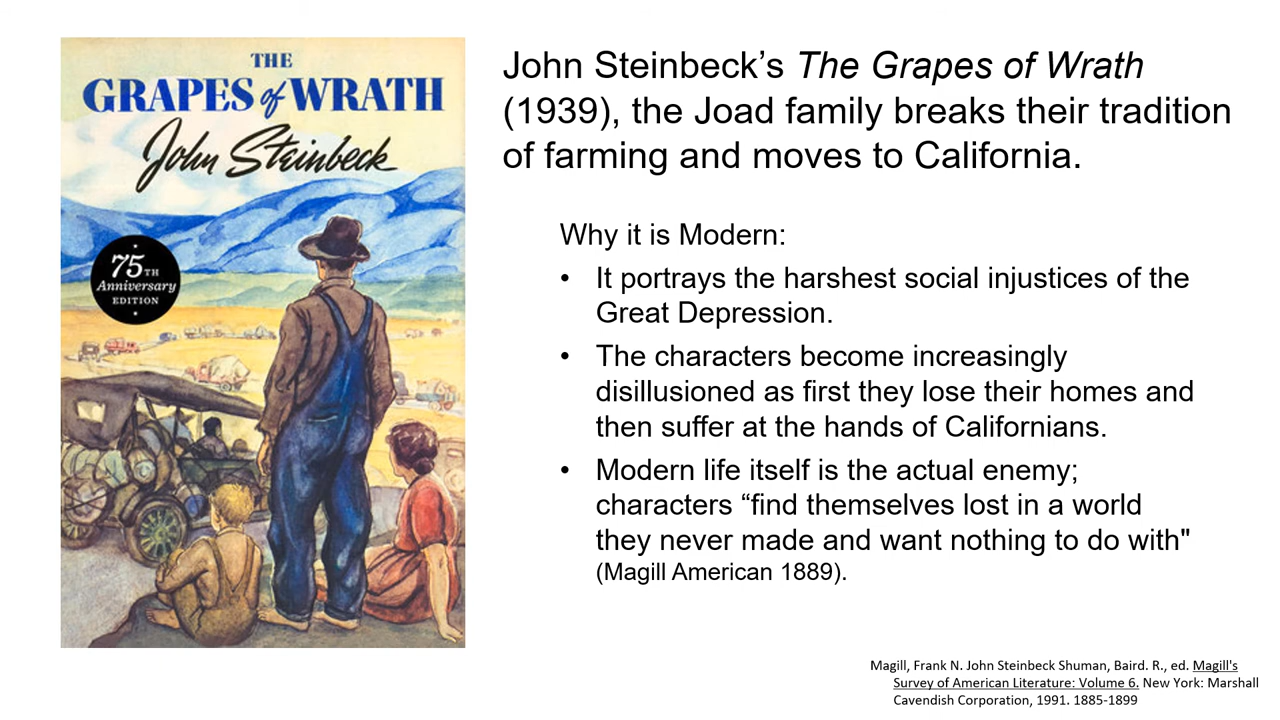 THE
GRAPES of WRATH
John Steinbeck
75TH
Anniversary
EDITION
John Steinbeck’s The Grapes of Wrath
(1939), the Joad family breaks their tradition
of farming and moves to California.
Why it is Modern:
• It portrays the harshest social injustices of the
Great Depression.
• The characters become increasingly
disillusioned as first they lose their homes and
then suffer at the hands of Californians.
• Modern life itself is the actual enemy;
characters “find themselves lost in a world
they never made and want nothing to do with"
(Magill American 1889).
Magill, Frank N. John Steinbeck Shuman, Baird. R., ed. Magill's
Survey of American Literature: Volume 6. New York: Marshall
Cavendish Corporation, 1991. 1885-1899